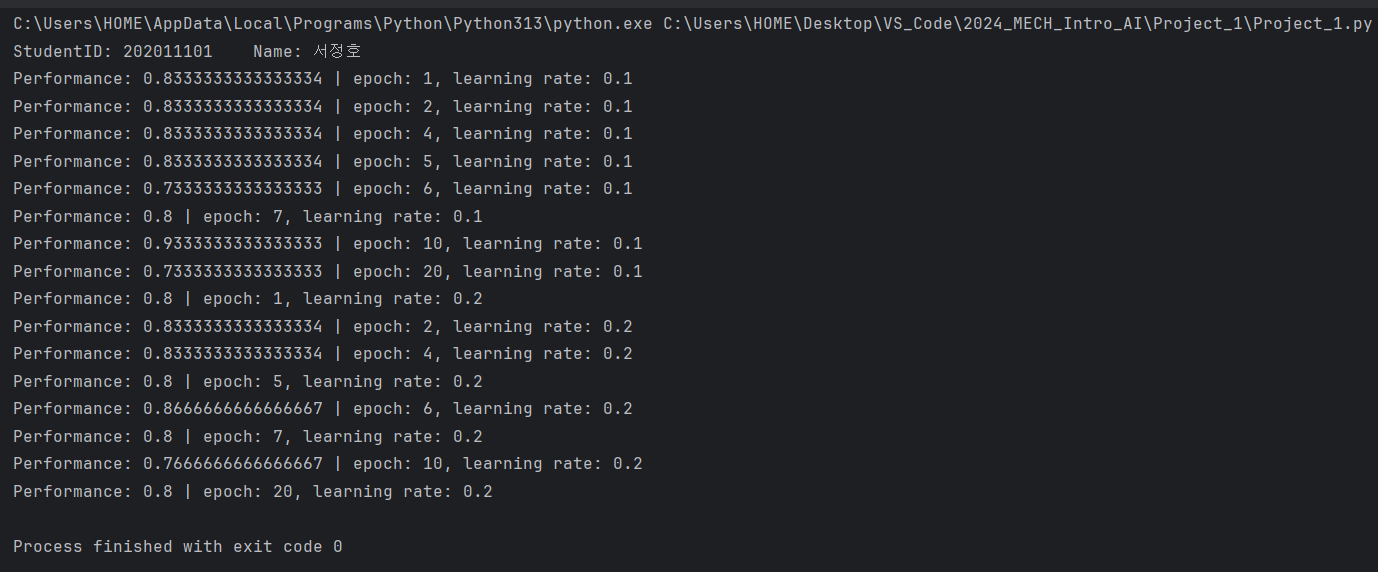 C:\Users\HOME\AppData\Local\Programs\Python\Python313\python.exe C:\Users\HOME\Desktop\VS_Code\2024_MECH_Intro_AI\Project_1\Project_1.py
StudentID: 202011101    Name: 서정호
Performance: 0.8333333333333334 | epoch: 1, learning rate: 0.1
Performance: 0.8333333333333334 | epoch: 2, learning rate: 0.1
Performance: 0.8333333333333334 | epoch: 4, learning rate: 0.1
Performance: 0.8333333333333334 | epoch: 5, learning rate: 0.1
Performance: 0.7333333333333333 | epoch: 6, learning rate: 0.1
Performance: 0.8 | epoch: 7, learning rate: 0.1
Performance: 0.9333333333333333 | epoch: 10, learning rate: 0.1
Performance: 0.7333333333333333 | epoch: 20, learning rate: 0.1
Performance: 0.8 | epoch: 1, learning rate: 0.2
Performance: 0.8333333333333334 | epoch: 2, learning rate: 0.2
Performance: 0.8333333333333334 | epoch: 4, learning rate: 0.2
Performance: 0.8 | epoch: 5, learning rate: 0.2
Performance: 0.8666666666666667 | epoch: 6, learning rate: 0.2
Performance: 0.8 | epoch: 7, learning rate: 0.2
Performance: 0.7666666666666667 | epoch: 10, learning rate: 0.2
Performance: 0.8 | epoch: 20, learning rate: 0.2
Process finished with exit code 0